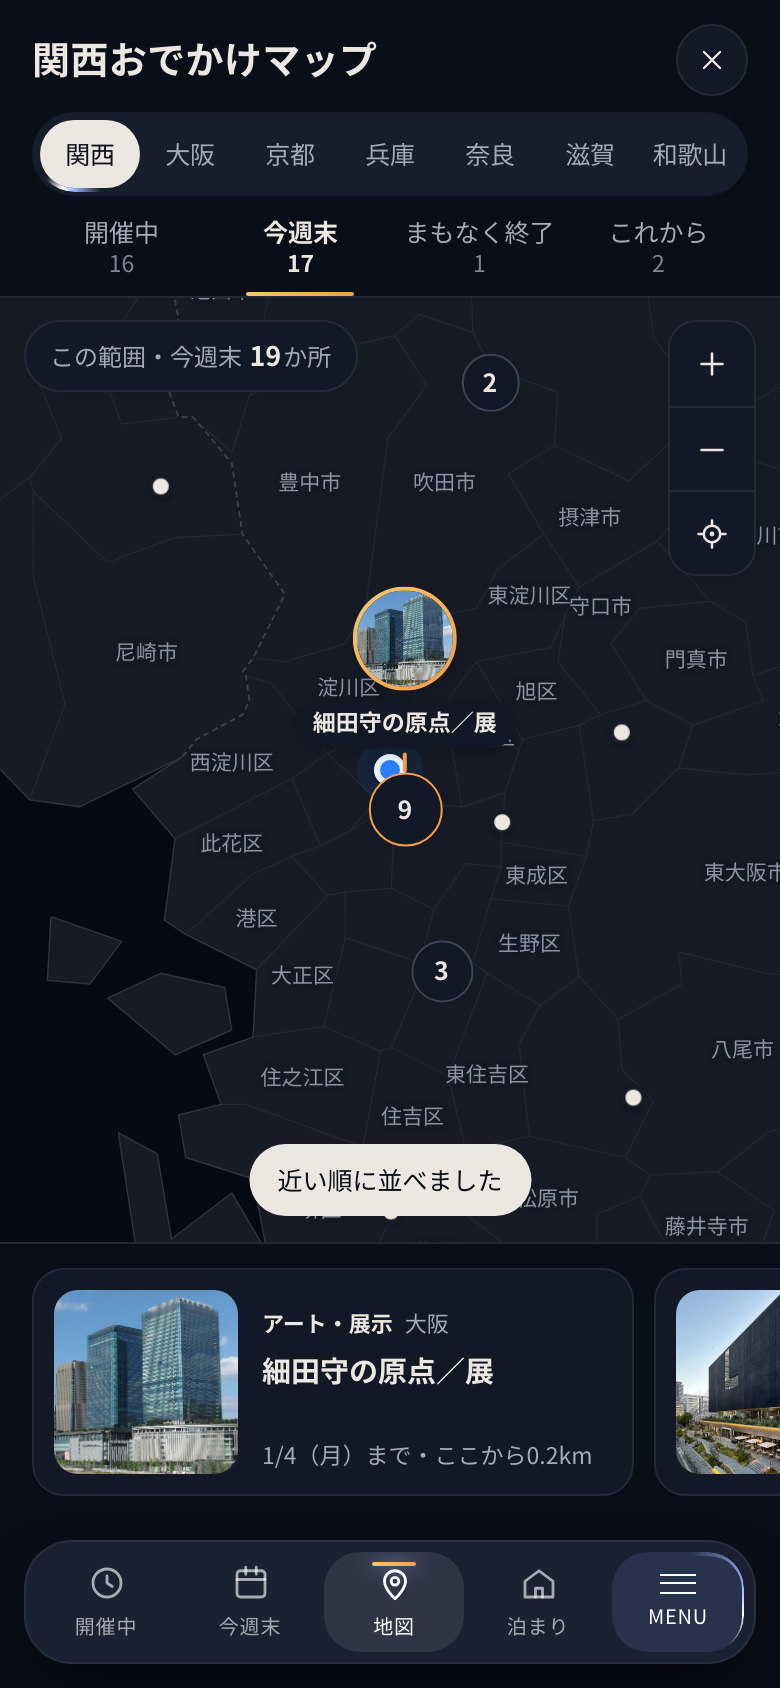 関西おでかけマップ
関西 大阪 京都 兵庫 奈良 滋賀 和歌山
開催中 今週末 まもなく終了 これから
16 17 1 2
この範囲・今週末 19か所
2
豊中市 吹田市
摂津市
東淀川区 守口市
尼崎市 門真市
淀川区 旭区
細田守の原点／展
西淀川区
9
此花区
東成区 東大阪市
港区
生野区
大正区 3
八尾市
住之江区 東住吉区
住吉区
近い順に並べました
松原市
藤井寺市
アート・展示 大阪
細田守の原点／展
1/4（月）まで・ここから0.2km
開催中 今週末 地図 泊まり MENU